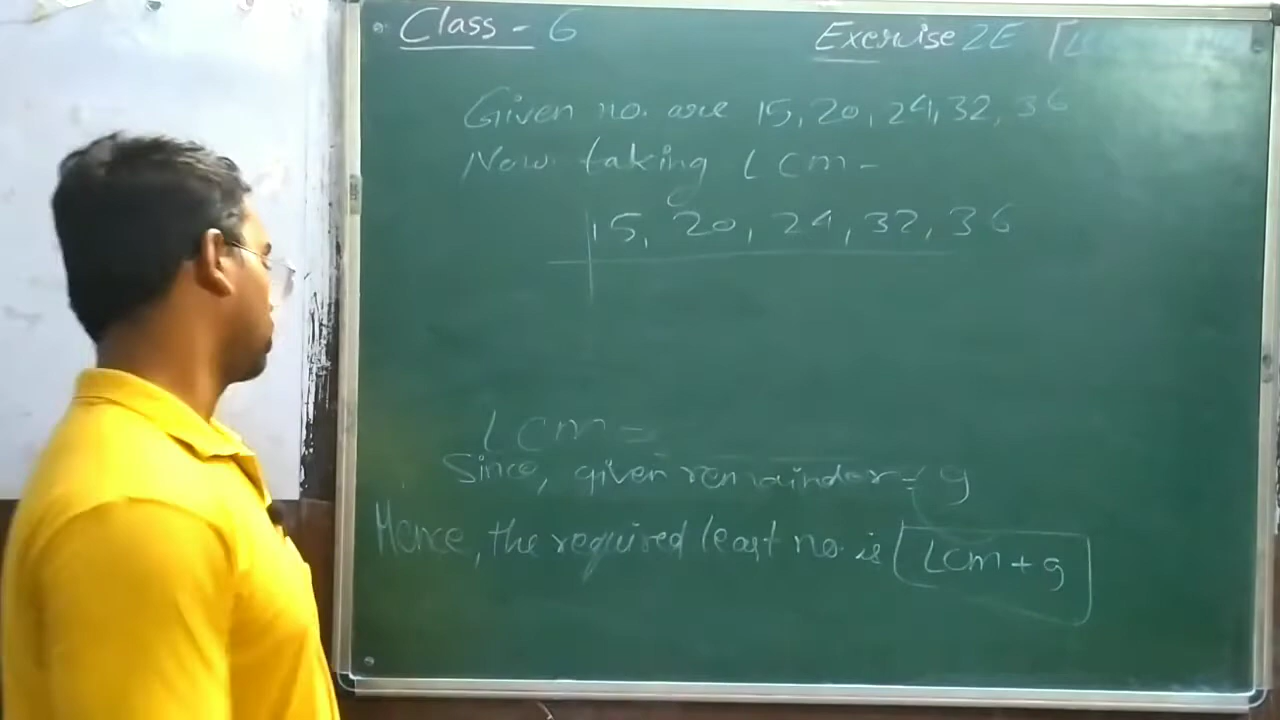 Class - 6
Exercise 2E
Given no. are 15, 20, 24, 32, 36
Now taking LCM -
15, 20, 24, 32, 36
LCM =
Since, given remainder = 9
Hence, the required least no. is LCM + 9